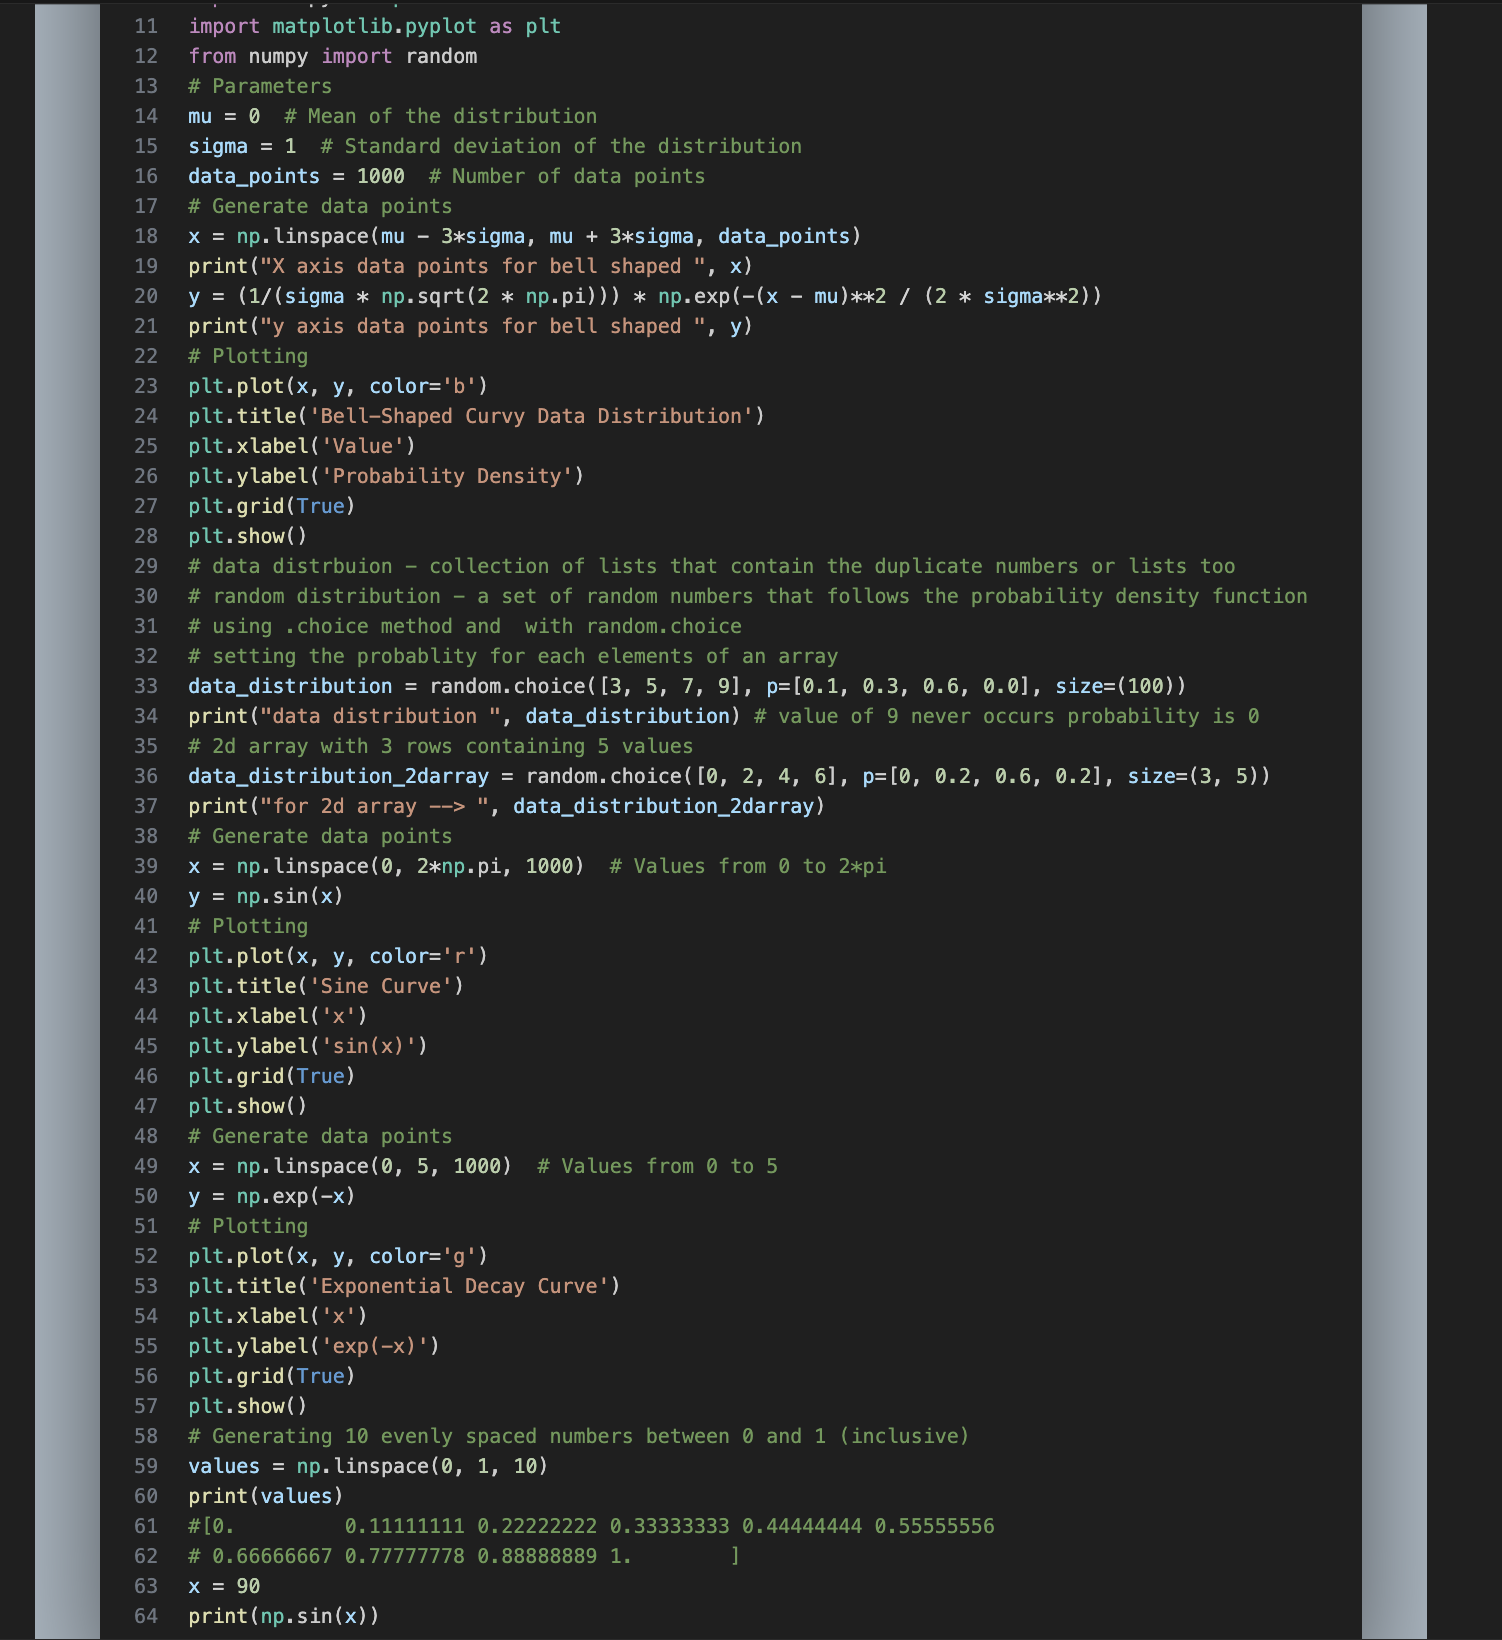 11 import matplotlib.pyplot as plt
12 from numpy import random
13 # Parameters
14 mu = 0  # Mean of the distribution
15 sigma = 1  # Standard deviation of the distribution
16 data_points = 1000  # Number of data points
17 # Generate data points
18 x = np.linspace(mu - 3*sigma, mu + 3*sigma, data_points)
19 print("X axis data points for bell shaped ", x)
20 y = (1/(sigma * np.sqrt(2 * np.pi))) * np.exp(-(x - mu)**2 / (2 * sigma**2))
21 print("y axis data points for bell shaped ", y)
22 # Plotting
23 plt.plot(x, y, color='b')
24 plt.title('Bell-Shaped Curvy Data Distribution')
25 plt.xlabel('Value')
26 plt.ylabel('Probability Density')
27 plt.grid(True)
28 plt.show()
29 # data distrbuion - collection of lists that contain the duplicate numbers or lists too
30 # random distribution - a set of random numbers that follows the probability density function
31 # using .choice method and  with random.choice
32 # setting the probablity for each elements of an array
33 data_distribution = random.choice([3, 5, 7, 9], p=[0.1, 0.3, 0.6, 0.0], size=(100))
34 print("data distribution ", data_distribution) # value of 9 never occurs probability is 0
35 # 2d array with 3 rows containing 5 values
36 data_distribution_2darray = random.choice([0, 2, 4, 6], p=[0, 0.2, 0.6, 0.2], size=(3, 5))
37 print("for 2d array --> ", data_distribution_2darray)
38 # Generate data points
39 x = np.linspace(0, 2*np.pi, 1000)  # Values from 0 to 2*pi
40 y = np.sin(x)
41 # Plotting
42 plt.plot(x, y, color='r')
43 plt.title('Sine Curve')
44 plt.xlabel('x')
45 plt.ylabel('sin(x)')
46 plt.grid(True)
47 plt.show()
48 # Generate data points
49 x = np.linspace(0, 5, 1000)  # Values from 0 to 5
50 y = np.exp(-x)
51 # Plotting
52 plt.plot(x, y, color='g')
53 plt.title('Exponential Decay Curve')
54 plt.xlabel('x')
55 plt.ylabel('exp(-x)')
56 plt.grid(True)
57 plt.show()
58 # Generating 10 evenly spaced numbers between 0 and 1 (inclusive)
59 values = np.linspace(0, 1, 10)
60 print(values)
61 #[0.         0.11111111 0.22222222 0.33333333 0.44444444 0.55555556
62 # 0.66666667 0.77777778 0.88888889 1.        ]
63 x = 90
64 print(np.sin(x))